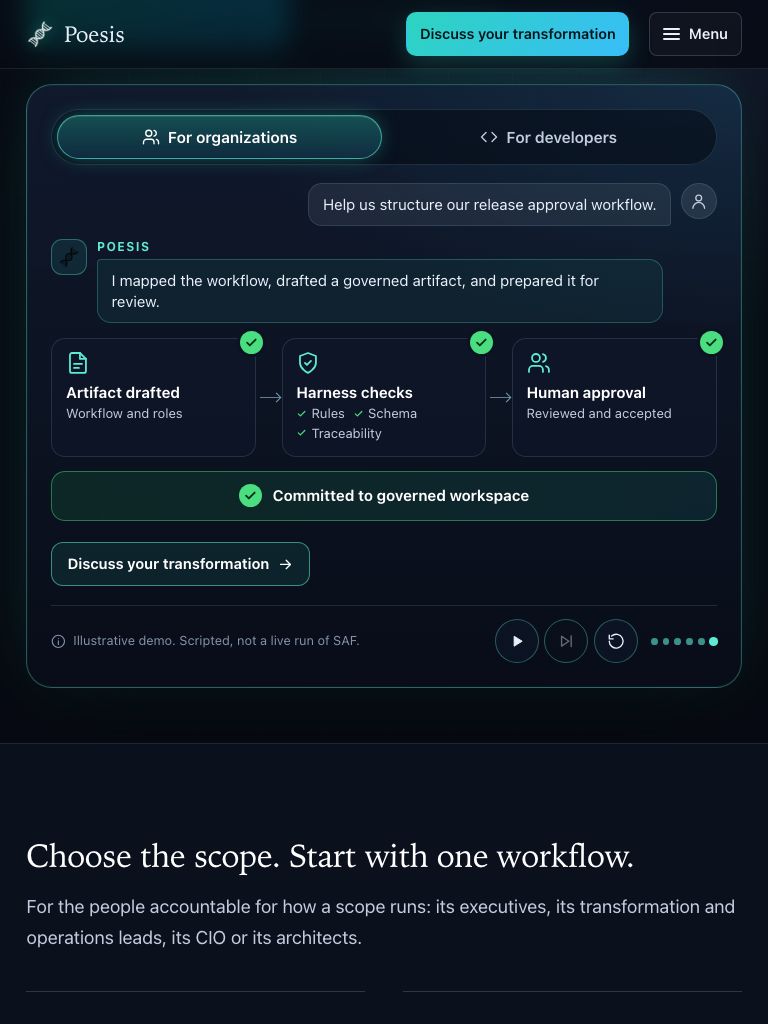 Poesis
Discuss your transformation
Menu
For organizations
For developers
Help us structure our release approval workflow.
POESIS
I mapped the workflow, drafted a governed artifact, and prepared it for
review.
Artifact drafted
Workflow and roles
Harness checks
Rules Schema
Traceability
Human approval
Reviewed and accepted
Committed to governed workspace
Discuss your transformation →
Illustrative demo. Scripted, not a live run of SAF.
Choose the scope. Start with one workflow.
For the people accountable for how a scope runs: its executives, its transformation and
operations leads, its CIO or its architects.